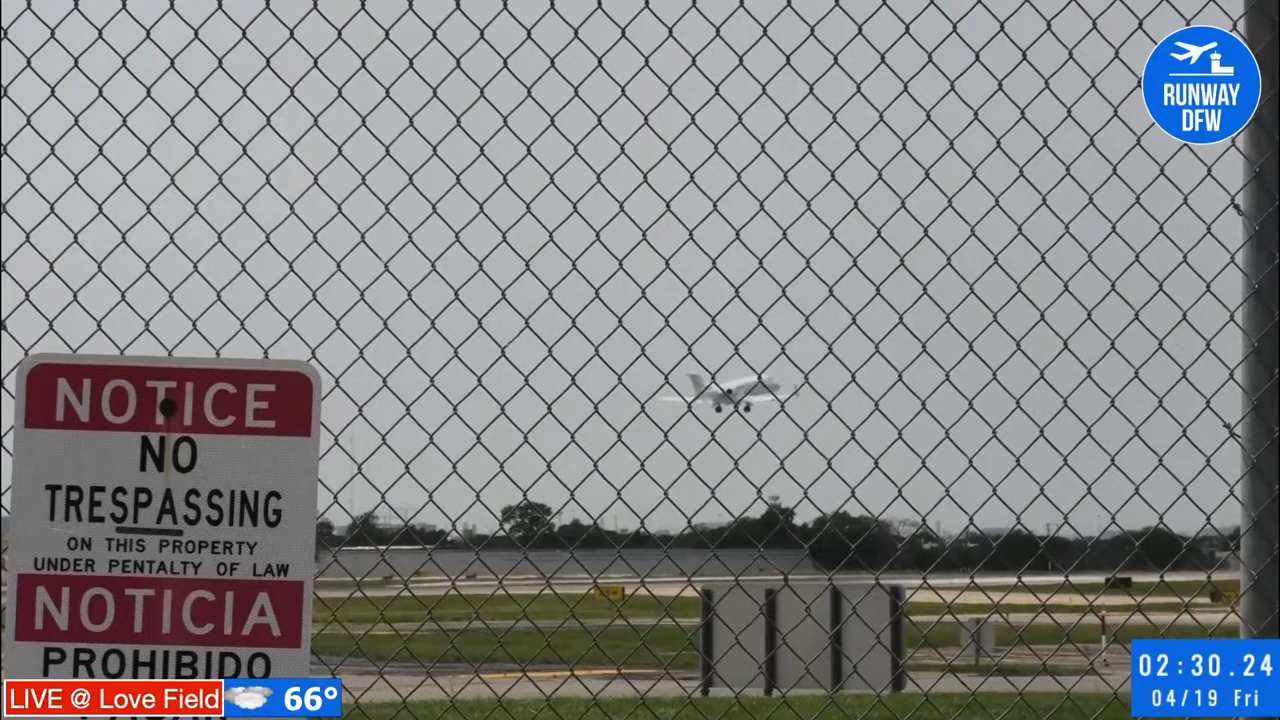 RUNWAY
DFW
NOTICE
NO
TRESPASSING
ON THIS PROPERTY
UNDER PENTALTY OF LAW
NOTICIA
PROHIBIDO
LIVE @ Love Field
66°
02:30.24
04/19 Fri